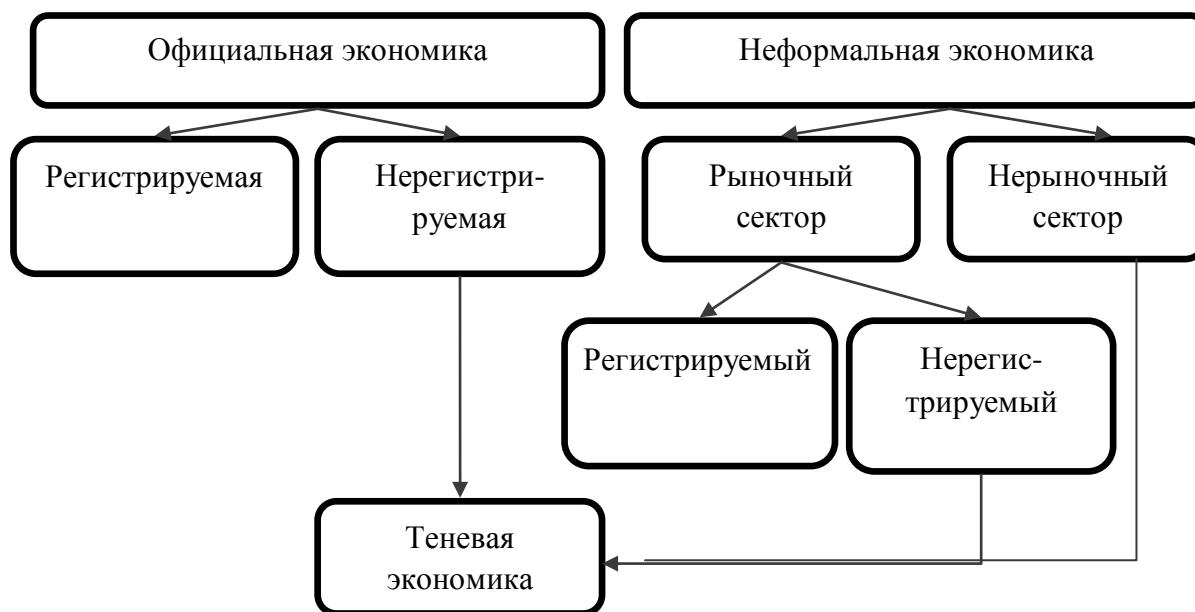 Официальная экономика
Неформальная экономика
Регистрируемая
Нерегистри-
руемая
Рыночный
сектор
Нерыночный
сектор
Регистрируемый
Нерегис-
трируемый
Теневая
экономика